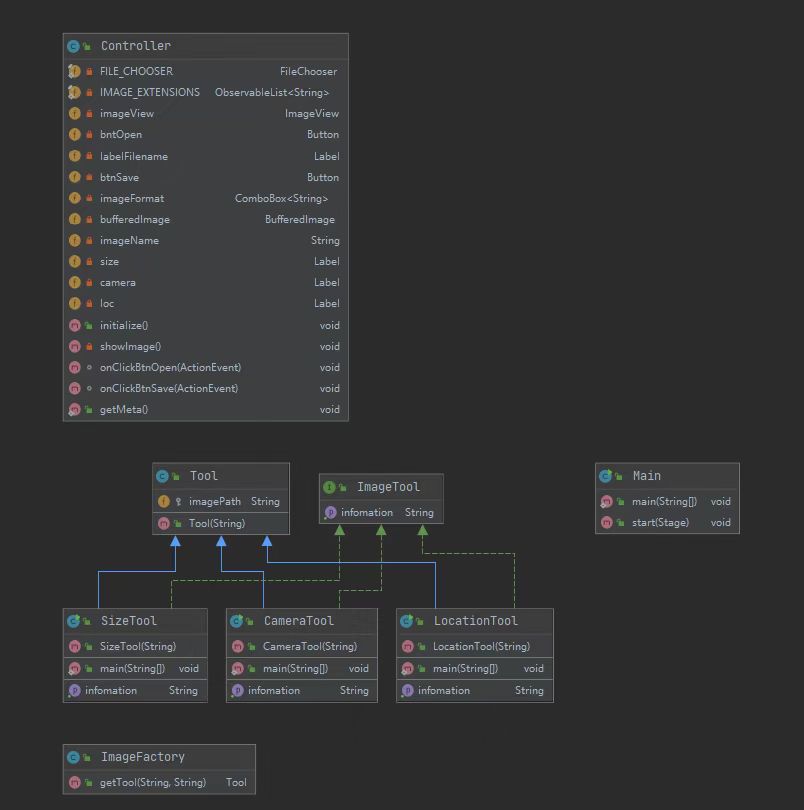 Controller
FILE_CHOOSER FileChooser
IMAGE_EXTENSIONS ObservableList<String>
imageView ImageView
bntOpen Button
labelFilename Label
btnSave Button
imageFormat ComboBox<String>
bufferedImage BufferedImage
imageName String
size Label
camera Label
loc Label
initialize() void
showImage() void
onClickBtnOpen(ActionEvent) void
onClickBtnSave(ActionEvent) void
getMeta() void
Tool
imagePath String
Tool(String)
ImageTool
infomation String
Main
main(String[]) void
start(Stage) void
SizeTool
SizeTool(String)
main(String[]) void
infomation String
CameraTool
CameraTool(String)
main(String[]) void
infomation String
LocationTool
LocationTool(String)
main(String[]) void
infomation String
ImageFactory
getTool(String, String) Tool